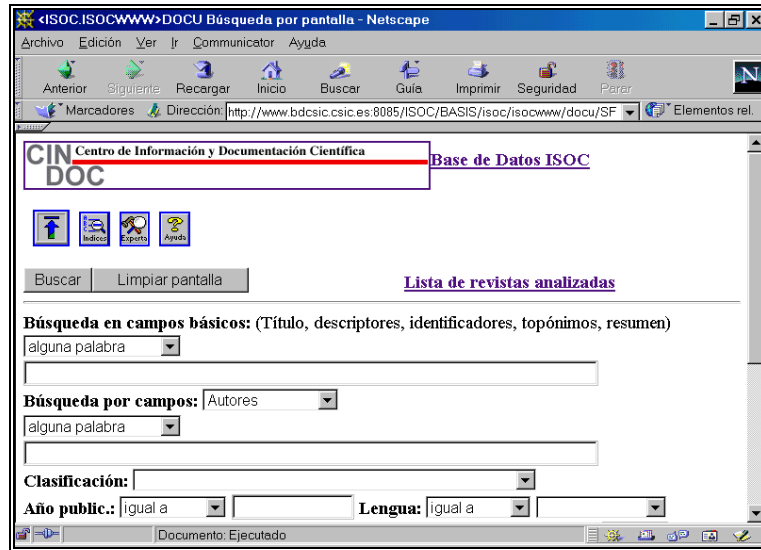 <ISOC.ISOCWWW>DOCU Búsqueda por pantalla - Netscape
Archivo Edición Ver Ir Communicator Ayuda
Anterior Siguiente Recargar Inicio Buscar Guía Imprimir Seguridad Parar
N
Marcadores Dirección: http://www.bdcsic.csic.es:8085/ISOC/BASIS/isoc/isocwww/docu/SF Elementos rel.
CINDOC Centro de Información y Documentación Científica
Base de Datos ISOC
Indices Experta Ayuda
Buscar Limpiar pantalla Lista de revistas analizadas
Búsqueda en campos básicos: (Título, descriptores, identificadores, topónimos, resumen)
alguna palabra
Búsqueda por campos: Autores
alguna palabra
Clasificación:
Año public.: igual a Lengua: igual a
Documento: Ejecutado